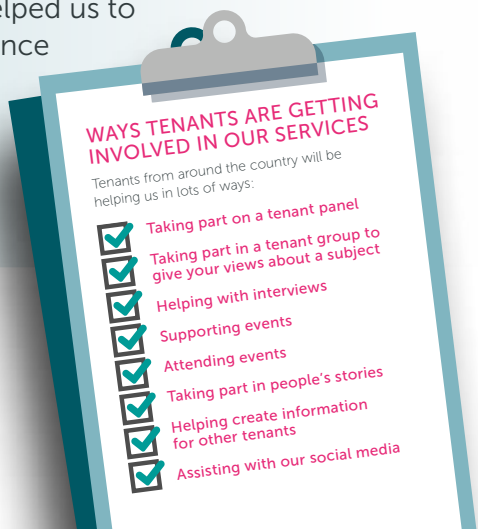 elped us to
nce
WAYS TENANTS ARE GETTING
INVOLVED IN OUR SERVICES
Tenants from around the country will be
helping us in lots of ways:
Taking part on a tenant panel
Taking part in a tenant group to
give your views about a subject
Helping with interviews
Supporting events
Attending events
Taking part in people's stories
Helping create information
for other tenants
Assisting with our social media